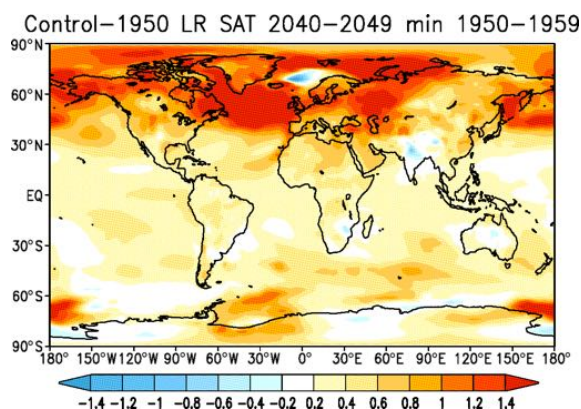 Control-1950 LR SAT 2040-2049 min 1950-1959
90°N
60°N
30°N
EQ
30°S
60°S
90°S
180° 150°W 120°W 90°W 60°W 30°W 0° 30°E 60°E 90°E 120°E 150°E 180°
-1.4 -1.2 -1 -0.8 -0.6 -0.4 -0.2 0.2 0.4 0.6 0.8 1 1.2 1.4